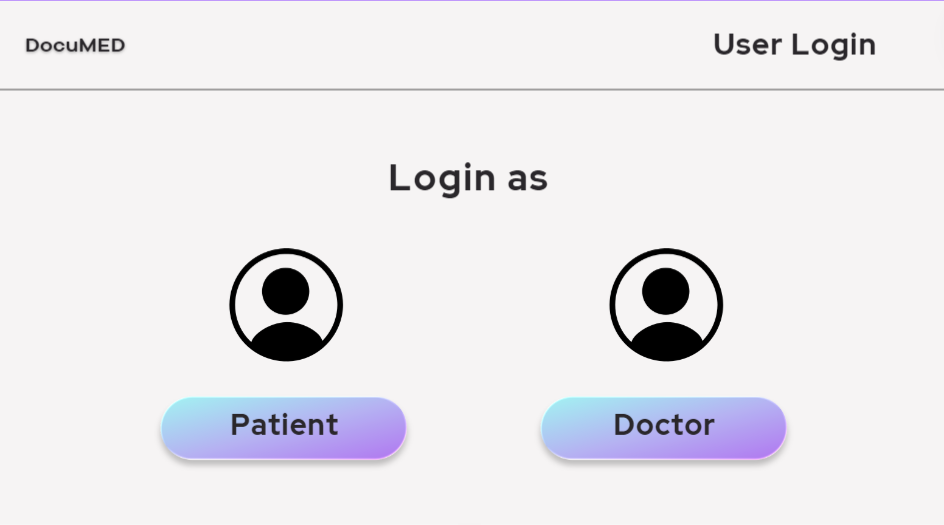 DocuMED
User Login
Login as
Patient
Doctor